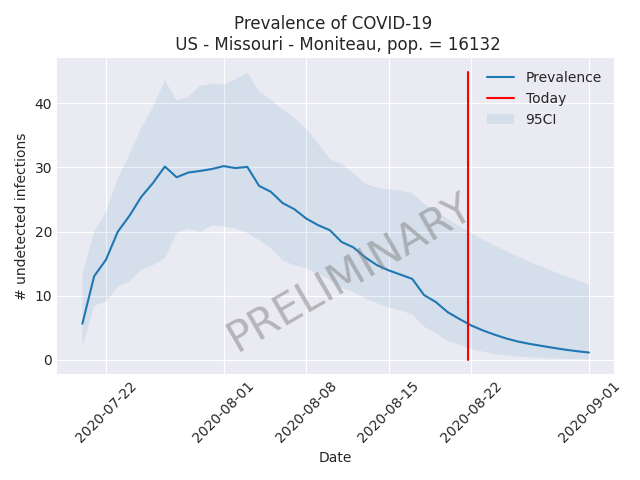 Prevalence of COVID-19
US - Missouri - Moniteau, pop. = 16132
# undetected infections
40
30
20
10
0
Prevalence
Today
95CI
PRELIMINARY
2020-07-22
2020-08-01
2020-08-08
2020-08-15
2020-08-22
2020-09-01
Date